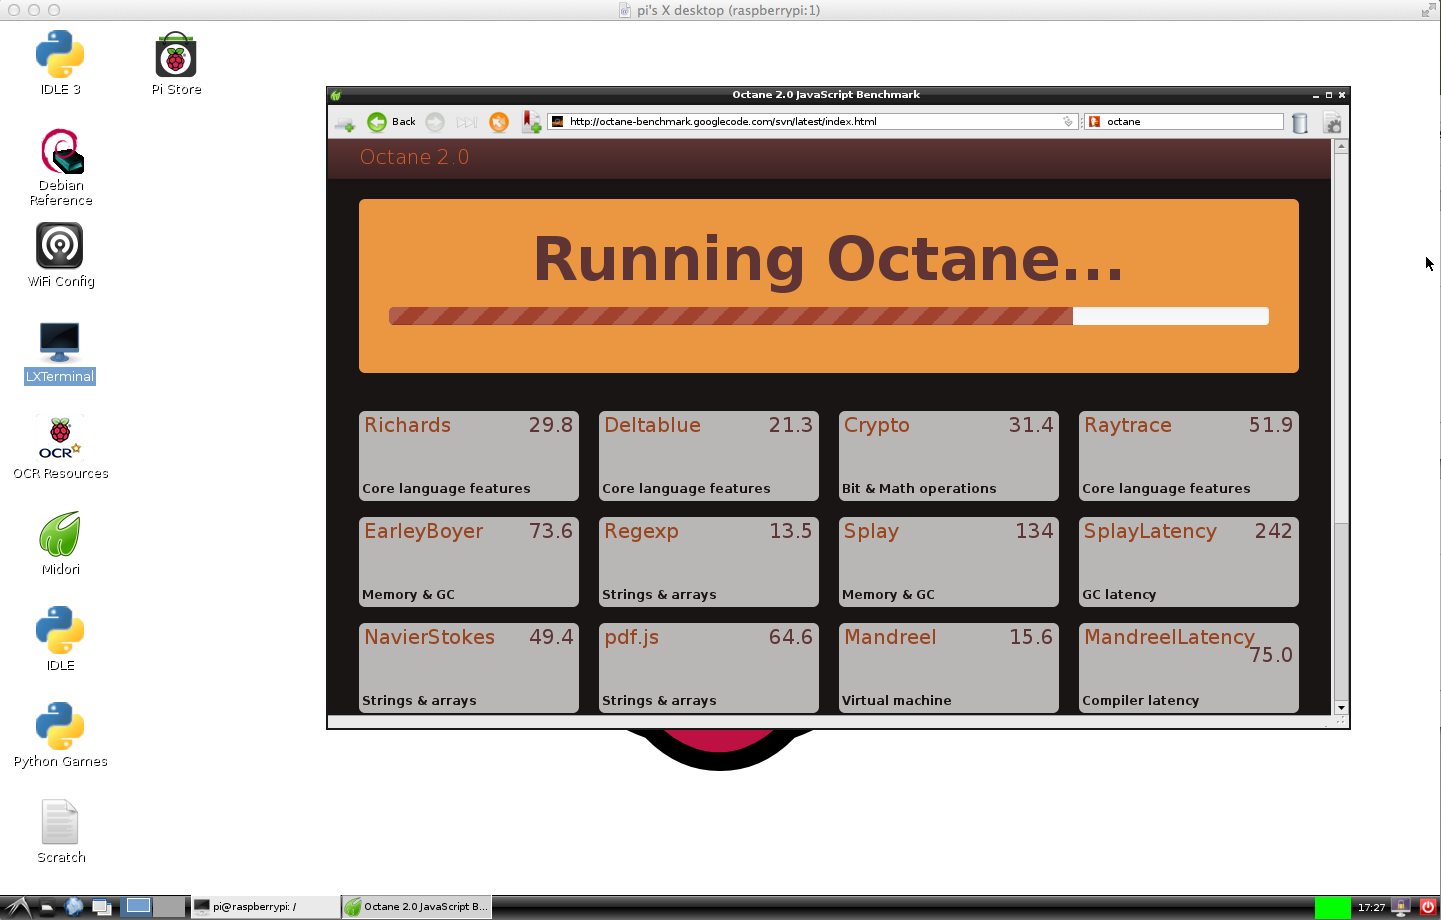 pi's X desktop (raspberrypi:1)
IDLE 3
Pi Store
Debian
Reference
WiFi Config
LXTerminal
OCR
OCR Resources
Midori
IDLE
Python Games
Scratch
Octane 2.0 JavaScript Benchmark
Back
http://octane-benchmark.googlecode.com/svn/latest/index.html
octane
Octane 2.0
Running Octane...
Richards 29.8
Core language features
Deltablue 21.3
Core language features
Crypto 31.4
Bit & Math operations
Raytrace 51.9
Core language features
EarleyBoyer 73.6
Memory & GC
Regexp 13.5
Strings & arrays
Splay 134
Memory & GC
SplayLatency 242
GC latency
NavierStokes 49.4
Strings & arrays
pdf.js 64.6
Strings & arrays
Mandreel 15.6
Virtual machine
MandreelLatency
75.0
Compiler latency
pi@raspberrypi: /
Octane 2.0 JavaScript B...
17:27